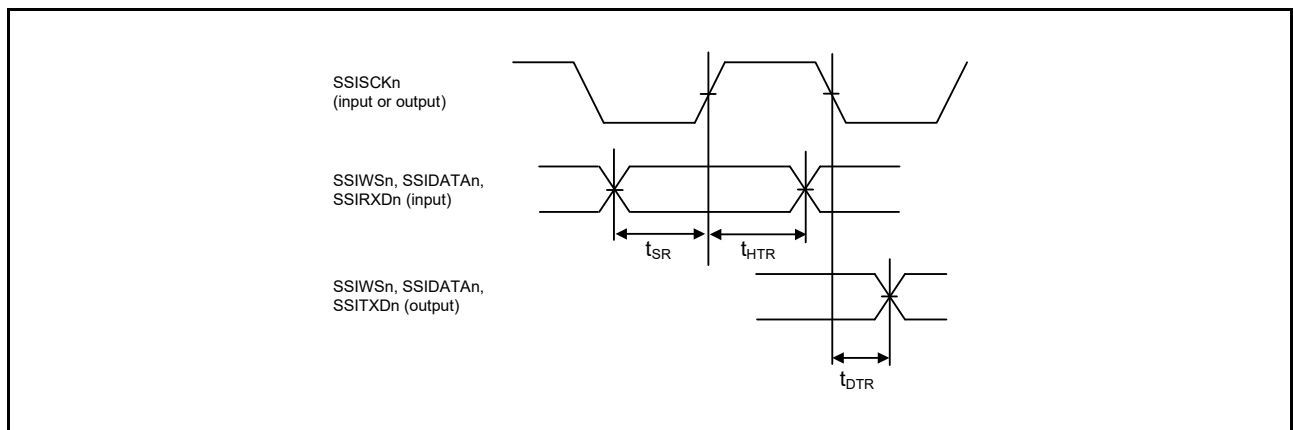 SSISCKn
(input or output)
SSIWSn, SSIDATAn,
SSIRXDn (input)
tSR
tHTR
SSIWSn, SSIDATAn,
SSITXDn (output)
tDTR